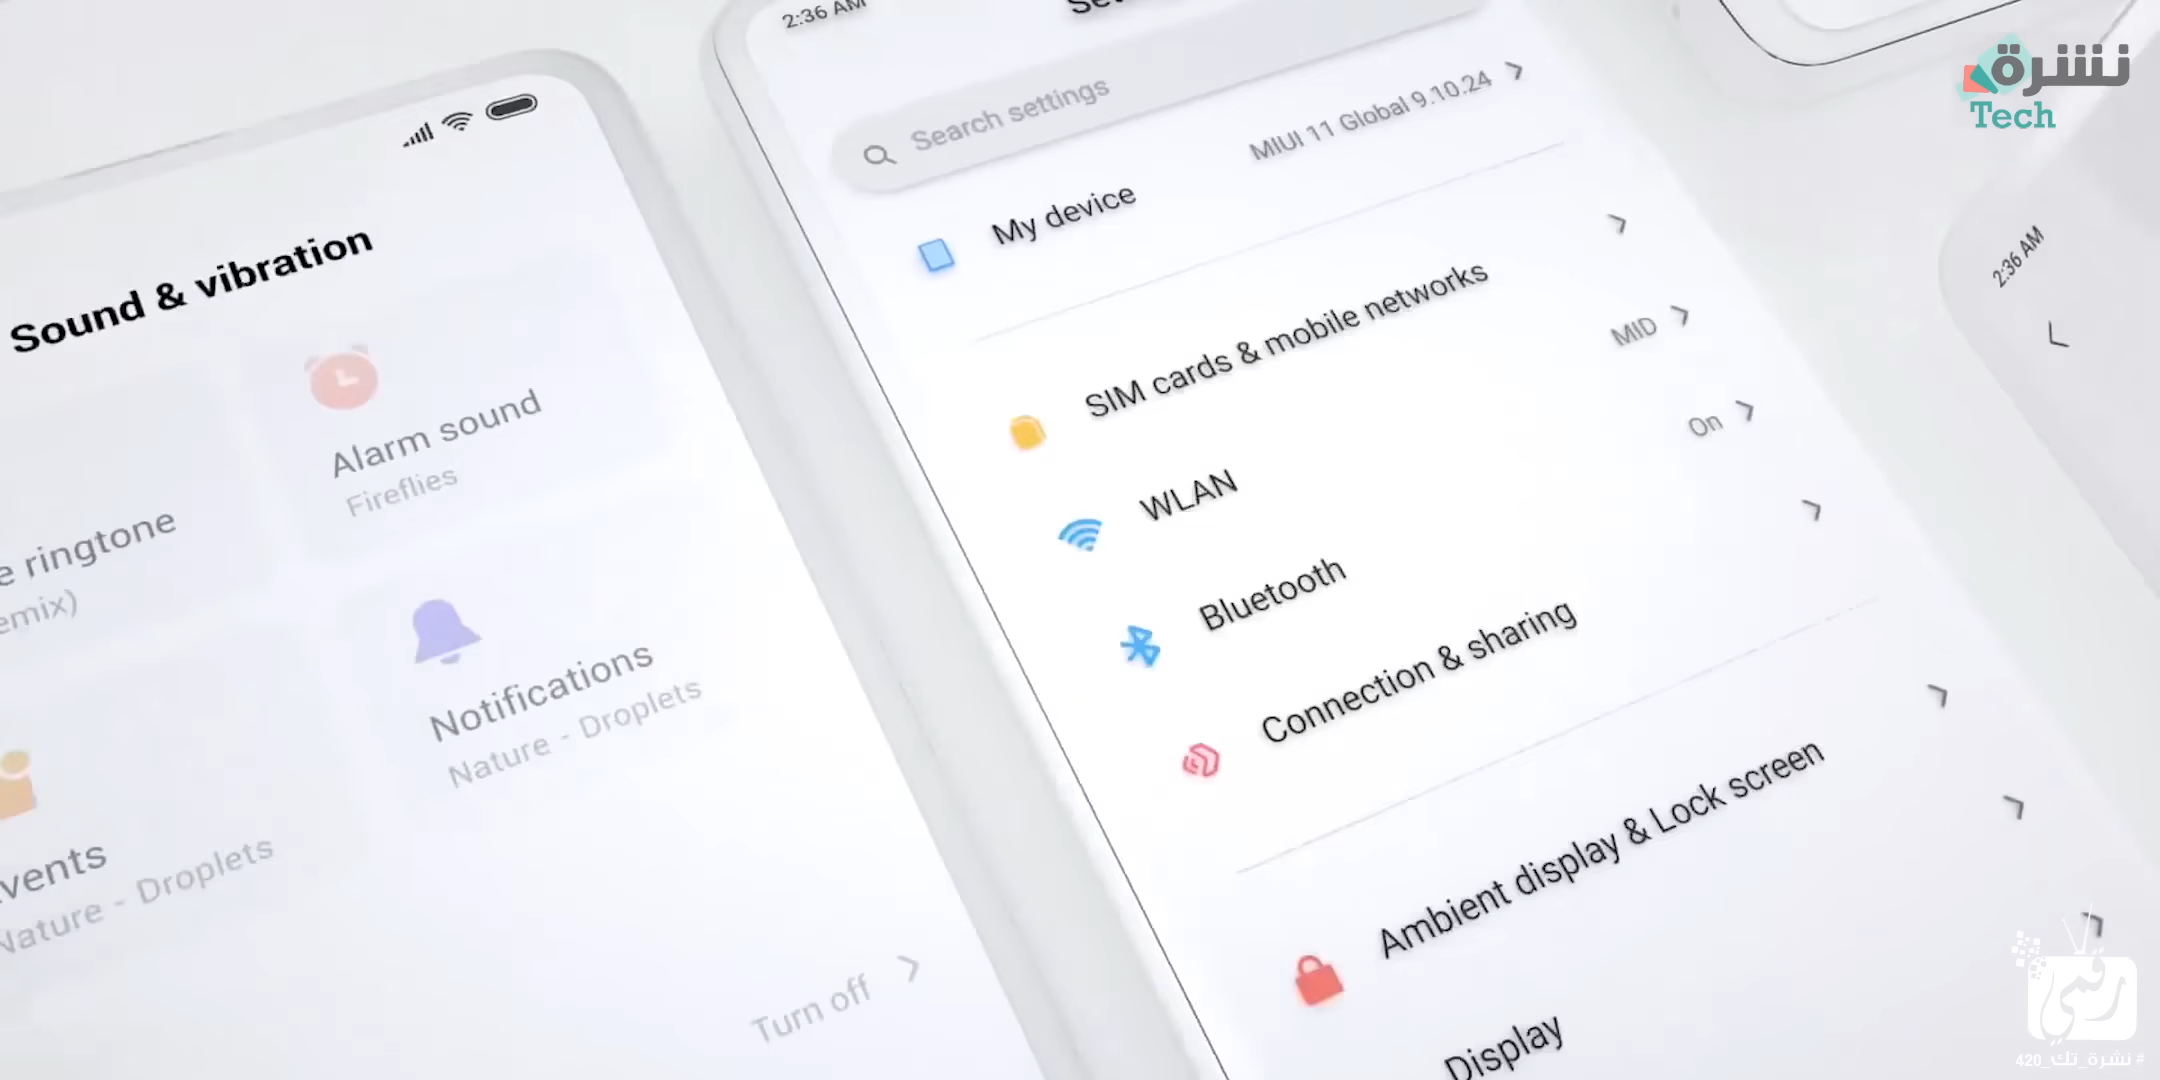 Sound & vibration
Alarm sound
Fireflies
ringtone
Notifications
Nature - Droplets
Nature - Droplets
Turn off
2:36 AM
Search settings
My device
MIUI 11 Global 9.10.24
SIM cards & mobile networks
WLAN
MID
Bluetooth
On
Connection & sharing
Ambient display & Lock screen
Display
2:36 AM
نشرة
Tech
رقمي
#نشرة_تك_420